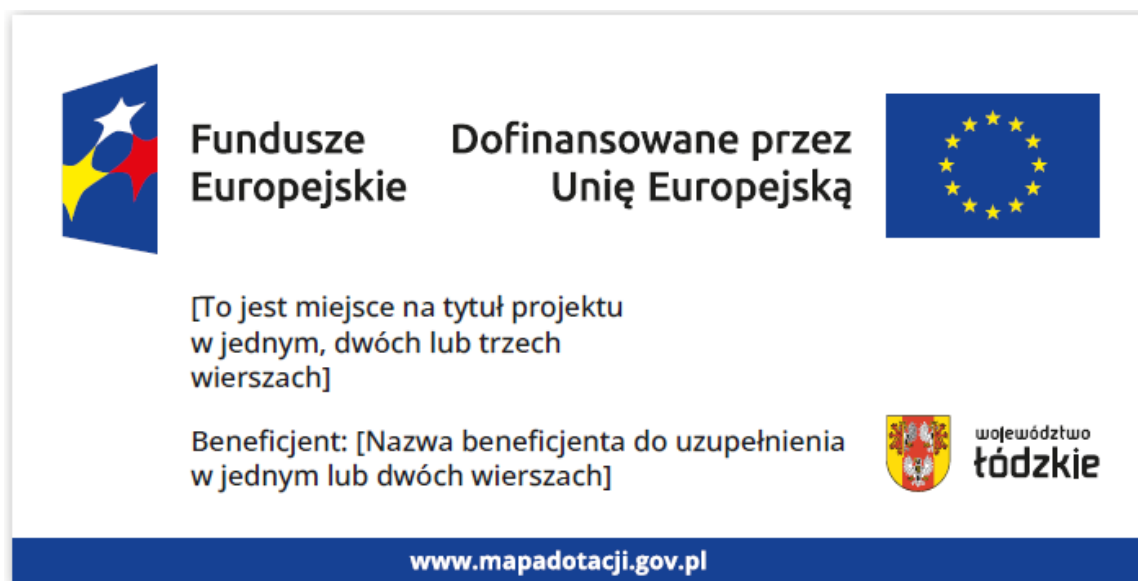 Fundusze
Europejskie
Dofinansowane przez
Unię Europejską
[To jest miejsce na tytuł projektu
w jednym, dwóch lub trzech
wierszach]
Beneficjent: [Nazwa beneficjenta do uzupełnienia
w jednym lub dwóch wierszach]
województwo
łódzkie
www.mapadotacji.gov.pl